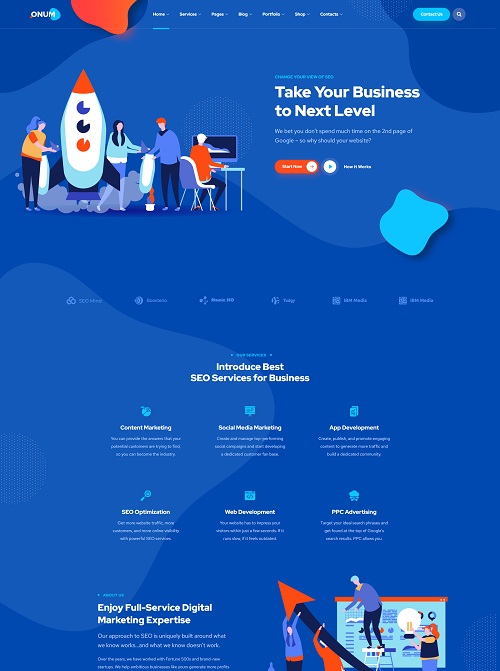 ONUM
Home Services Pages Blog Portfolio Shop Contacts
Contact Us
CHANGE YOUR VIEW OF SEO
Take Your Business
to Next Level
We bet you don't spend much time on the 2nd page of
Google – so why should your website?
Start Now
How It Works
SEO Mind
Tvdgy
IBM Media
IBM Media
OUR SERVICES
Introduce Best
SEO Services for Business
Content Marketing
You can provide the answers that your
potential customers are trying to find,
so you can become the industry.
Social Media Marketing
Create and manage top-performing
social campaigns and start developing
a dedicated customer fan base.
App Development
Create, publish, and promote engaging
content to generate more traffic and
build a dedicated community.
SEO Optimization
Get more website traffic, more
customers, and more online visibility
with powerful SEO services.
Web Development
Your website has to impress your
visitors within just a few seconds. If it
runs slow, if it feels outdated.
PPC Advertising
Target your ideal search phrases and
get found at the top of Google's
search results. PPC allows you.
ABOUT US
Enjoy Full-Service Digital
Marketing Expertise
Our approach to SEO is uniquely built around what
we know works...and what we know doesn't work.
Over the years, we have worked with Fortune 500s and brand-new
startups. We help ambitious businesses like yours generate more profits